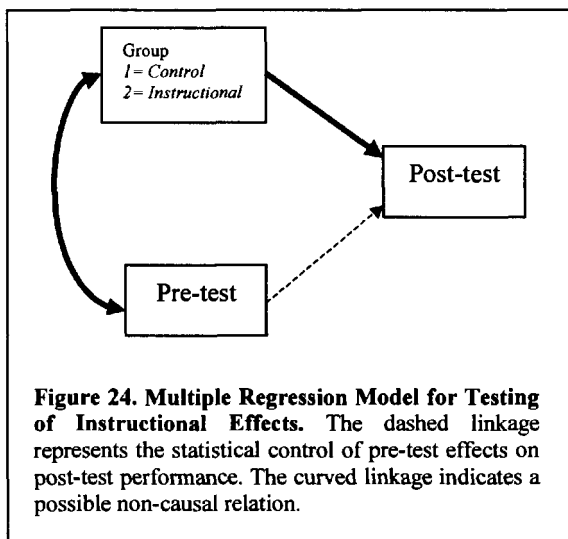 Group
1= Control
2= Instructional
Post-test
Pre-test
Figure 24. Multiple Regression Model for Testing
of Instructional Effects. The dashed linkage
represents the statistical control of pre-test effects on
post-test performance. The curved linkage indicates a
possible non-causal relation.